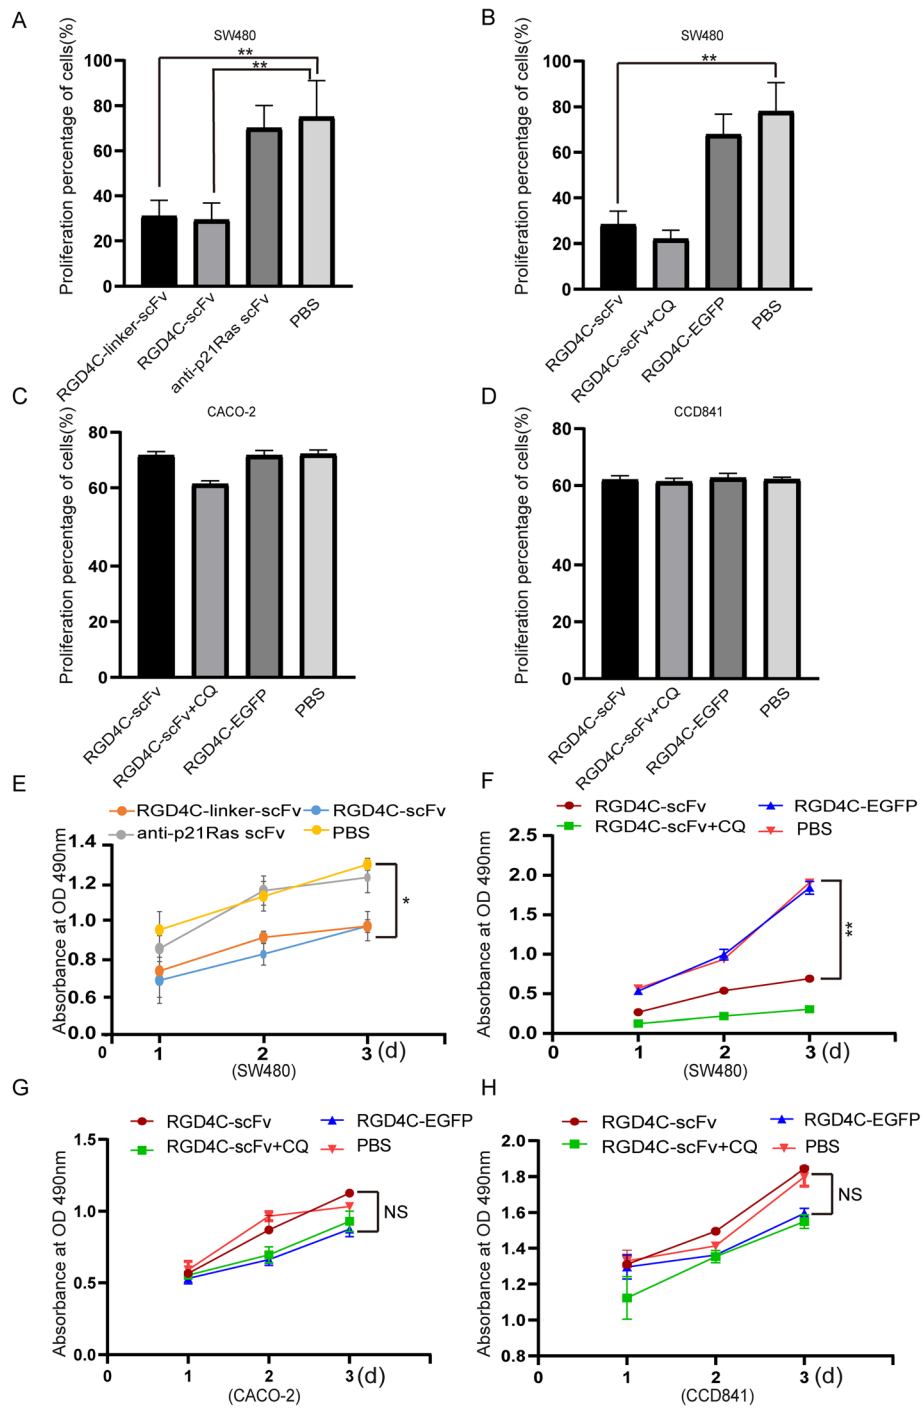 A
SW480
Proliferation percentage of cells(%)
100
80
60
40
20
0
**
**
RGD4C-linker-scFv
RGD4C-scFv
anti-p21Ras scFv
PBS
B
SW480
Proliferation percentage of cells(%)
100
80
60
40
20
0
**
RGD4C-scFv
RGD4C-scFv+CQ
RGD4C-EGFP
PBS
C
CACO-2
Proliferation percentage of cells(%)
80
60
40
20
0
RGD4C-scFv
RGD4C-scFv+CQ
RGD4C-EGFP
PBS
D
CCD841
Proliferation percentage of cells(%)
80
60
40
20
0
RGD4C-scFv
RGD4C-scFv+CQ
RGD4C-EGFP
PBS
E
RGD4C-linker-scFv RGD4C-scFv
anti-p21Ras scFv PBS
Absorbance at OD 490nm
1.4
1.2
1.0
0.8
0.6
0.0
*
0 1 2 3 (d)
(SW480)
F
RGD4C-scFv RGD4C-EGFP
RGD4C-scFv+CQ PBS
Absorbance at OD 490nm
2.5
2.0
1.5
1.0
0.5
0.0
**
0 1 2 3 (d)
(SW480)
G
RGD4C-scFv RGD4C-EGFP
RGD4C-scFv+CQ PBS
Absorbance at OD 490nm
1.5
1.0
0.5
0.0
NS
0 1 2 3 (d)
(CACO-2)
H
RGD4C-scFv RGD4C-EGFP
RGD4C-scFv+CQ PBS
Absorbance at OD 490nm
2.0
1.8
1.6
1.4
1.2
0.8
NS
0 1 2 3 (d)
(CCD841)